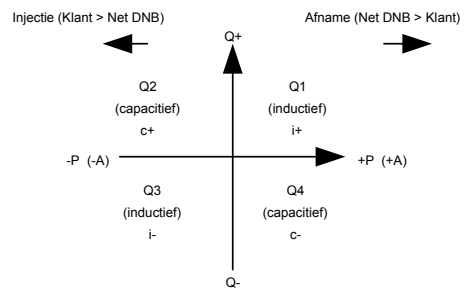 Injectie (Klant > Net DNB)
Afname (Net DNB > Klant)
Q+
Q2
(capacitief)
c+
Q1
(inductief)
i+
-P (-A)
+P (+A)
Q3
(inductief)
i-
Q4
(capacitief)
c-
Q-